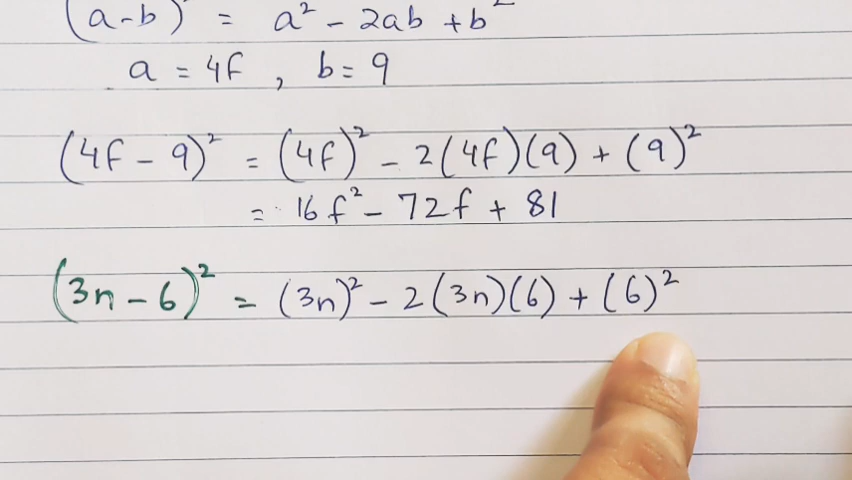 (a-b)² = a² - 2ab + b²
a = 4f , b = 9
(4f - 9)² = (4f)² - 2(4f)(9) + (9)²
= 16f² - 72f + 81
(3n - 6)² = (3n)² - 2(3n)(6) + (6)²